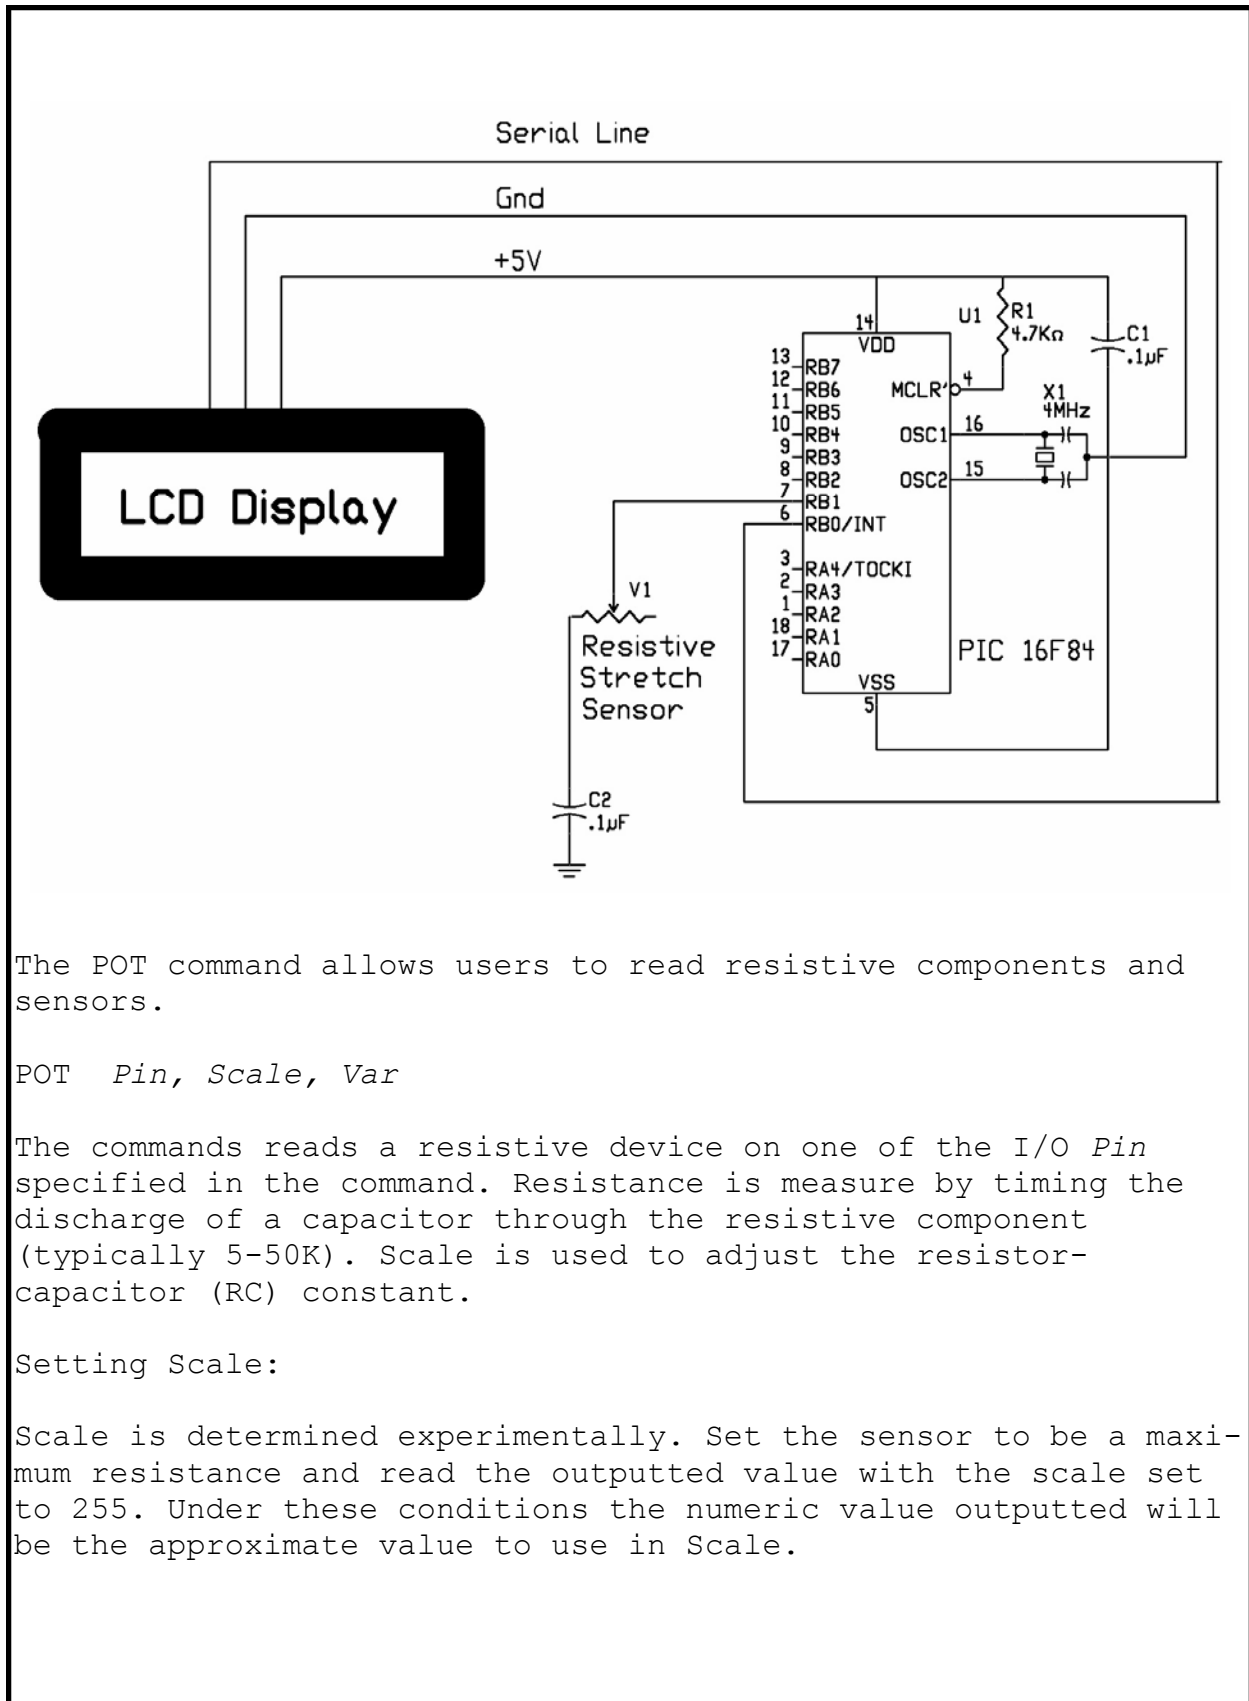 Serial Line
Gnd
+5V
LCD Display
14
VDD
U1
R1
4.7KΩ
C1
.1µF
13
RB7
12
RB6
11
RB5
10
RB4
9
RB3
8
RB2
7
RB1
6
RB0/INT
3
RA4/TOCKI
2
RA3
1
RA2
18
RA1
17
RA0
MCLR'
4
OSC1
16
OSC2
15
X1
4MHz
VSS
5
PIC 16F84
V1
Resistive
Stretch
Sensor
C2
.1µF
The POT command allows users to read resistive components and
sensors.
POT Pin, Scale, Var
The commands reads a resistive device on one of the I/O Pin
specified in the command. Resistance is measure by timing the
discharge of a capacitor through the resistive component
(typically 5-50K). Scale is used to adjust the resistor-
capacitor (RC) constant.
Setting Scale:
Scale is determined experimentally. Set the sensor to be a maxi-
mum resistance and read the outputted value with the scale set
to 255. Under these conditions the numeric value outputted will
be the approximate value to use in Scale.